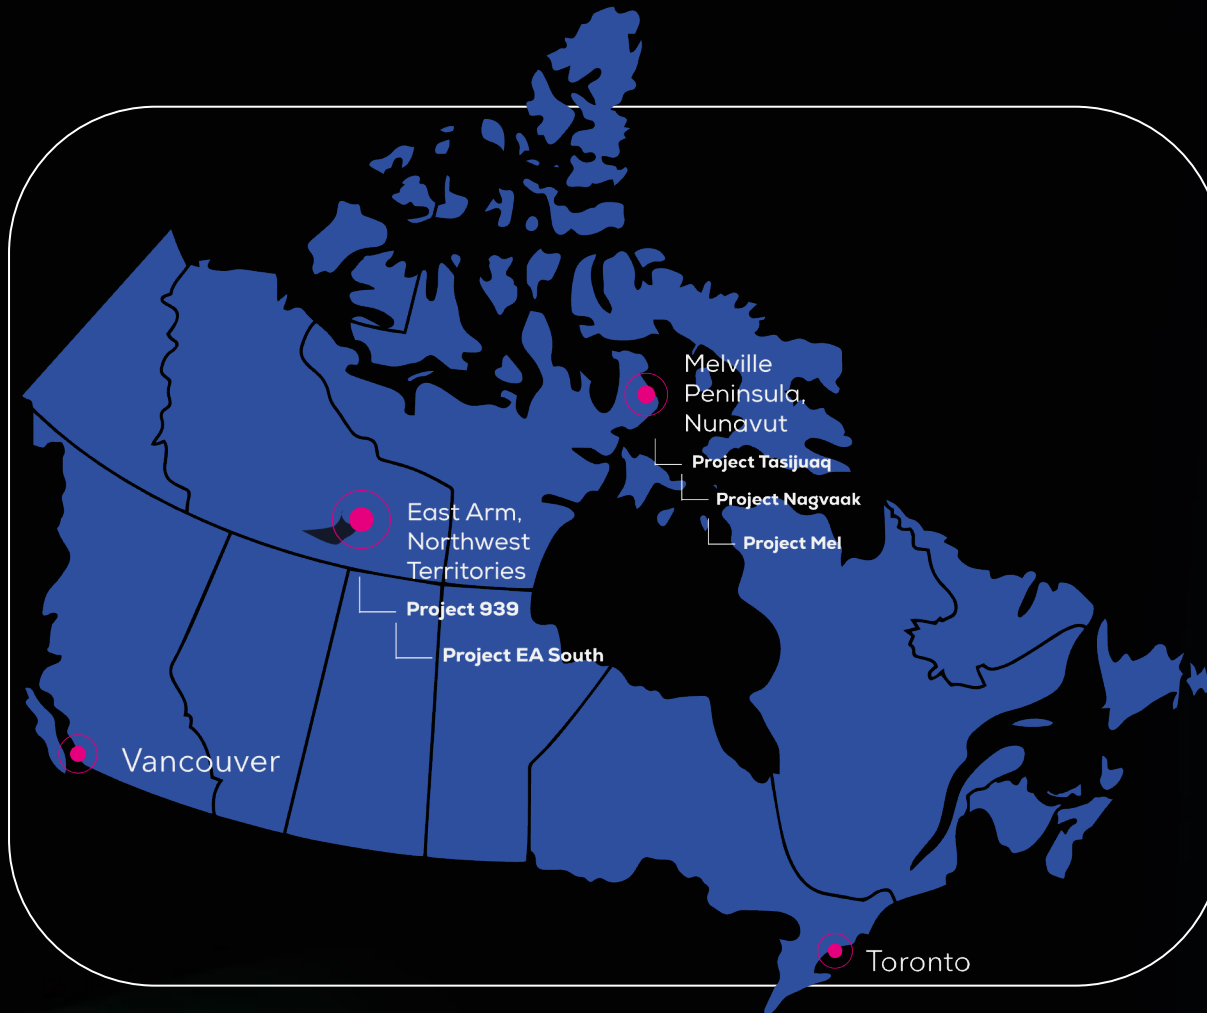 Melville
Peninsula,
Nunavut
Project Tasijuaq
Project Nagvaak
Project Mel
East Arm,
Northwest
Territories
Project 939
Project EA South
Vancouver
Toronto